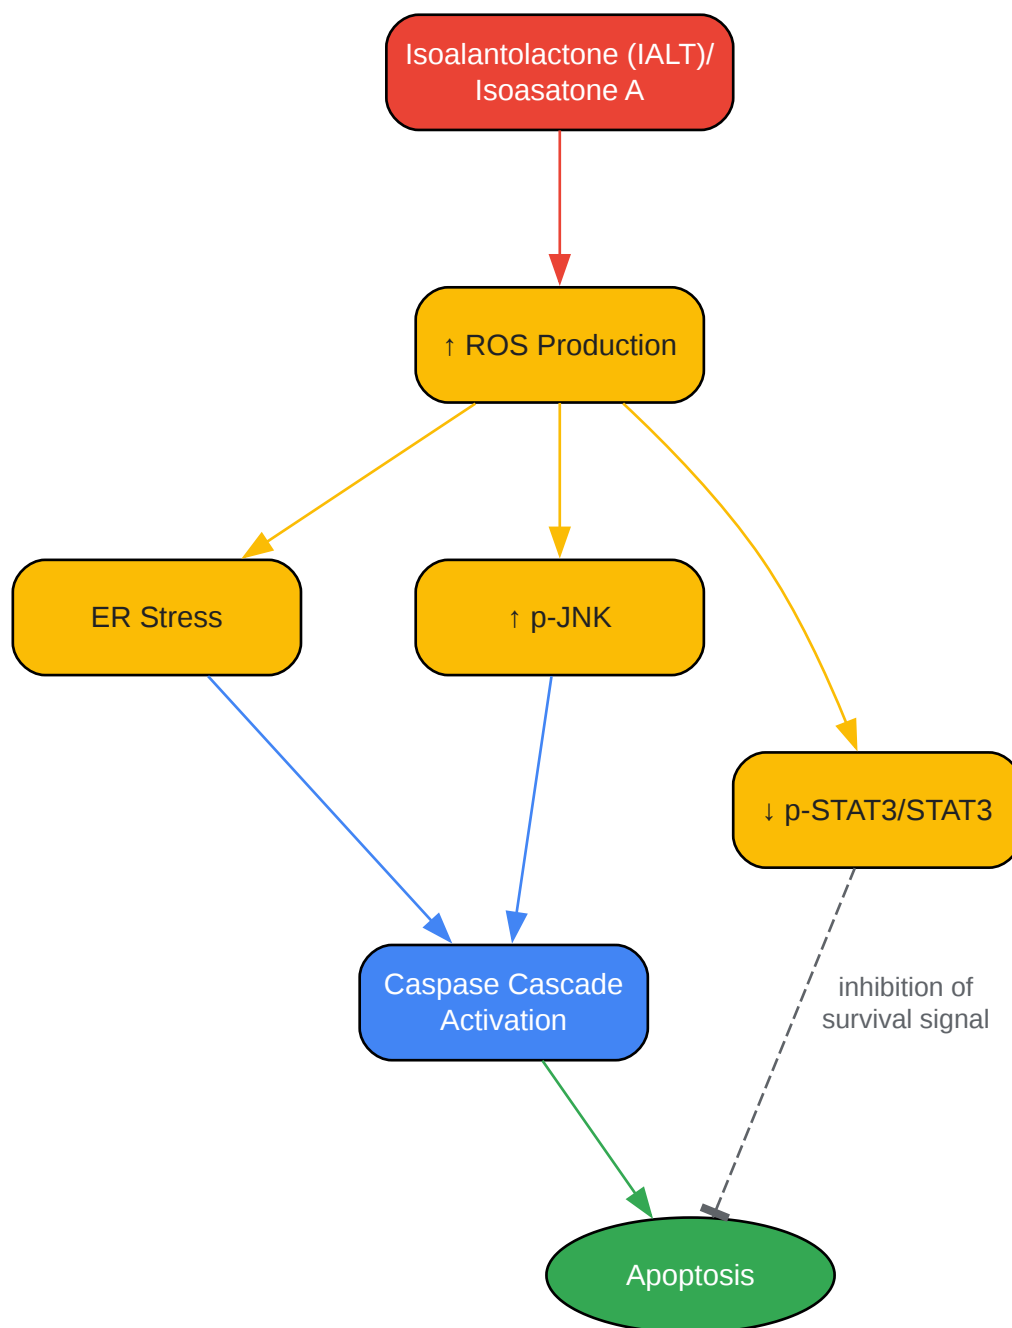 Isoalantolactone (IALT)/
Isoasatone A
↑ ROS Production
ER Stress
↑ p-JNK
↓ p-STAT3/STAT3
Caspase Cascade
Activation
inhibition of
survival signal
Apoptosis